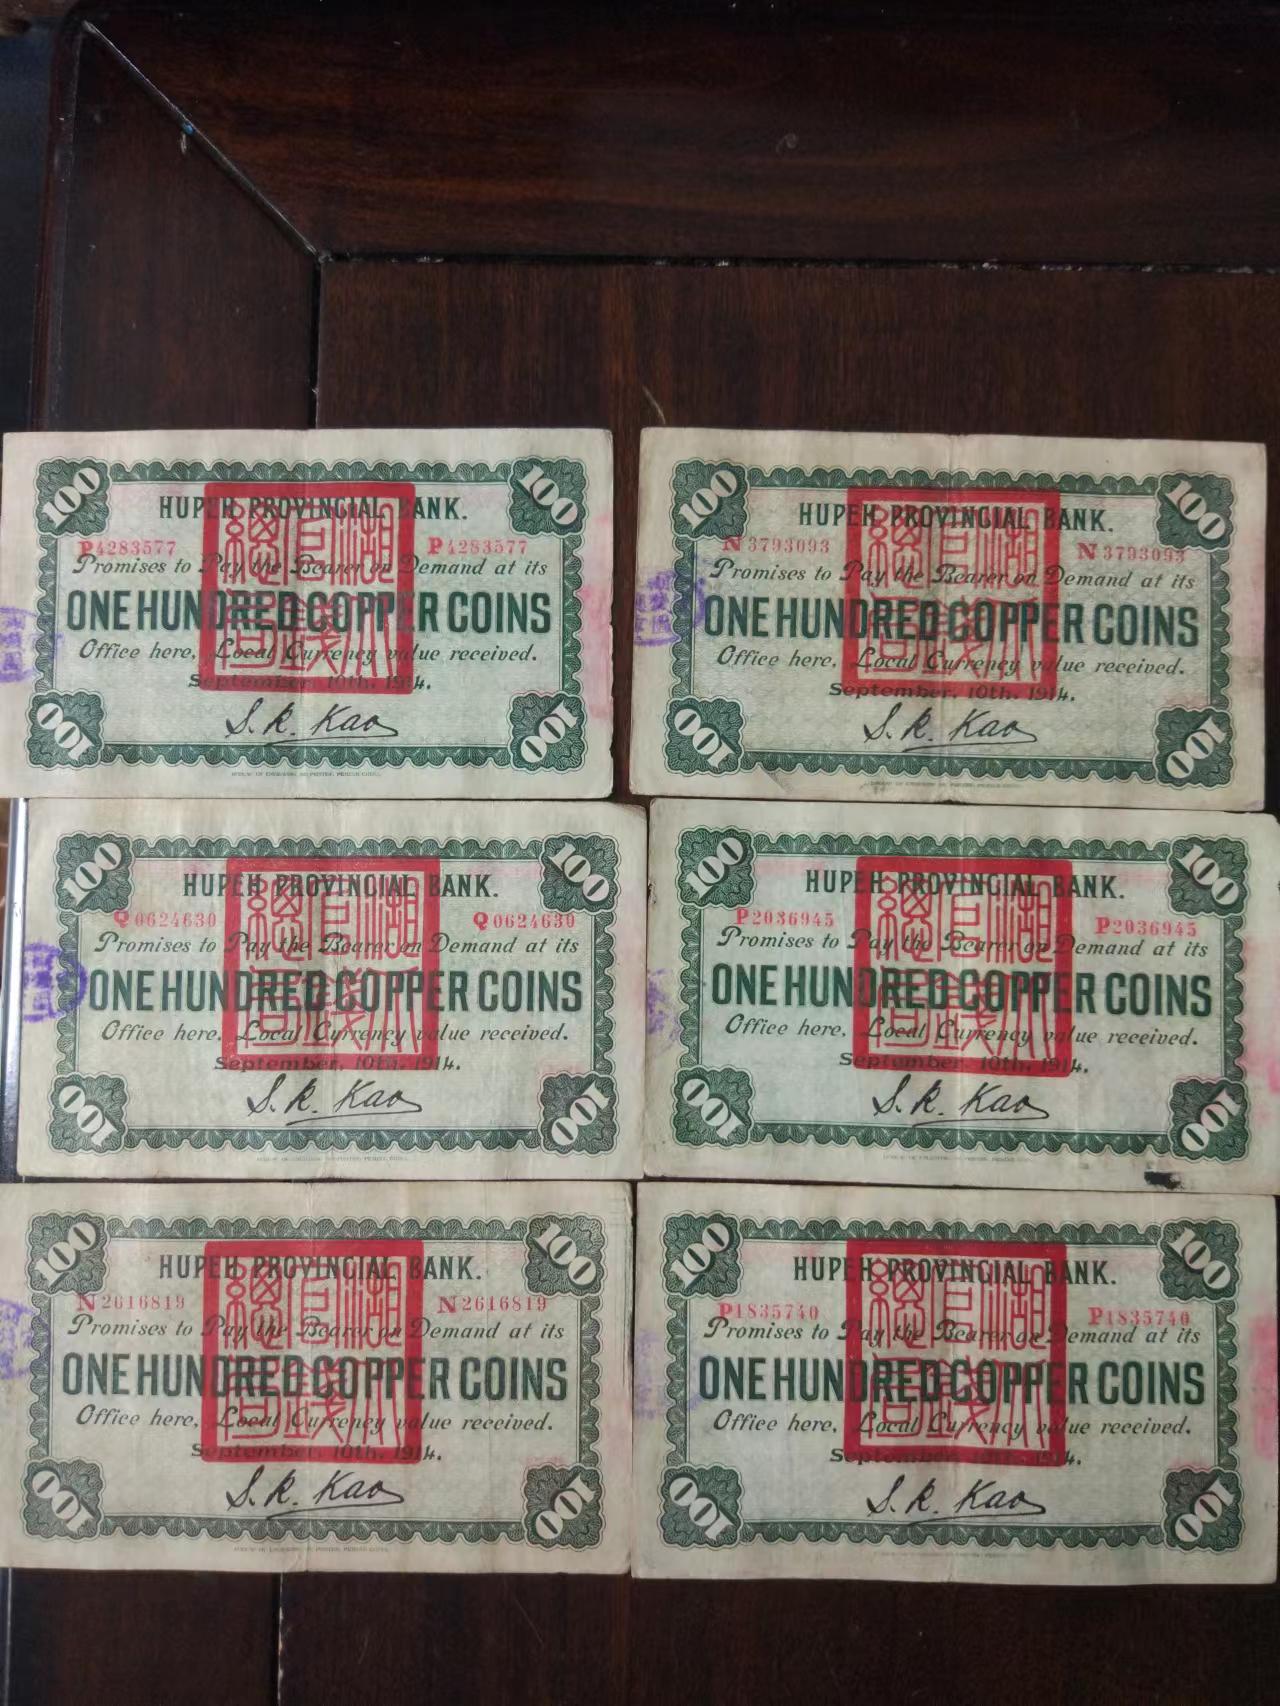 100 100
HUPEH PROVINCIAL BANK.
P4283577 P4283577
Promises to Pay the Bearer on Demand at its
ONE HUNDRED COPPER COINS
Office here, Local Currency value received.
September, 10th, 1914.
S. R. Kao
100 100
100 100
HUPEH PROVINCIAL BANK.
N3793093 N3793093
Promises to Pay the Bearer on Demand at its
ONE HUNDRED COPPER COINS
Office here, Local Currency value received.
September, 10th, 1914.
S. R. Kao
100 100
100 100
HUPEH PROVINCIAL BANK.
Q0624630 Q0624630
Promises to Pay the Bearer on Demand at its
ONE HUNDRED COPPER COINS
Office here, Local Currency value received.
September, 10th, 1914.
S. R. Kao
100 100
100 100
HUPEH PROVINCIAL BANK.
P2036945 P2036945
Promises to Pay the Bearer on Demand at its
ONE HUNDRED COPPER COINS
Office here, Local Currency value received.
September, 10th, 1914.
S. R. Kao
100 100
100 100
HUPEH PROVINCIAL BANK.
N2616819 N2616819
Promises to Pay the Bearer on Demand at its
ONE HUNDRED COPPER COINS
Office here, Local Currency value received.
September, 10th, 1914.
S. R. Kao
100 100
100 100
HUPEH PROVINCIAL BANK.
P1835740 P1835740
Promises to Pay the Bearer on Demand at its
ONE HUNDRED COPPER COINS
Office here, Local Currency value received.
September, 10th, 1914.
S. R. Kao
100 100